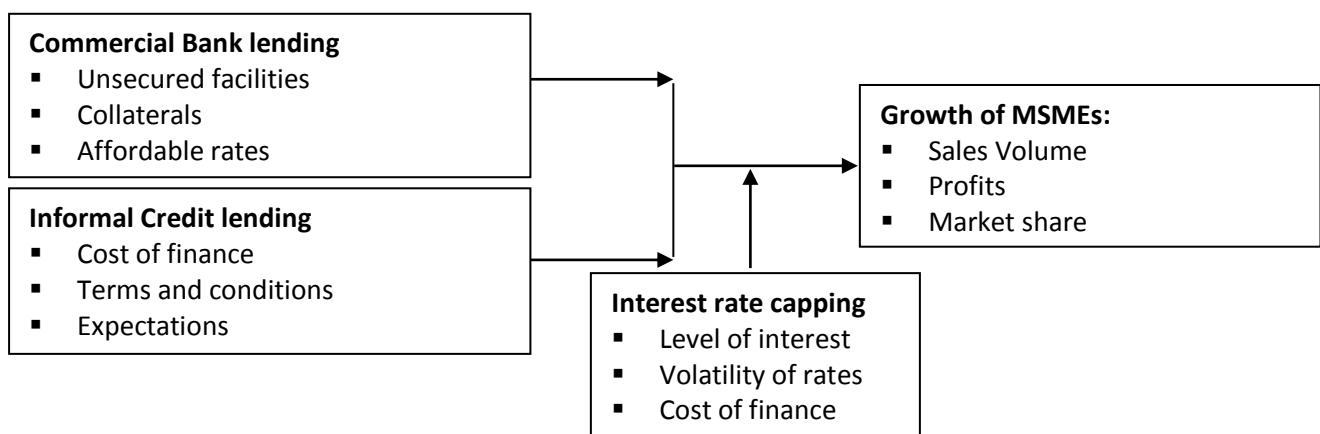 Commercial Bank lending
▪ Unsecured facilities
▪ Collaterals
▪ Affordable rates
Informal Credit lending
▪ Cost of finance
▪ Terms and conditions
▪ Expectations
Growth of MSMEs:
▪ Sales Volume
▪ Profits
▪ Market share
Interest rate capping
▪ Level of interest
▪ Volatility of rates
▪ Cost of finance